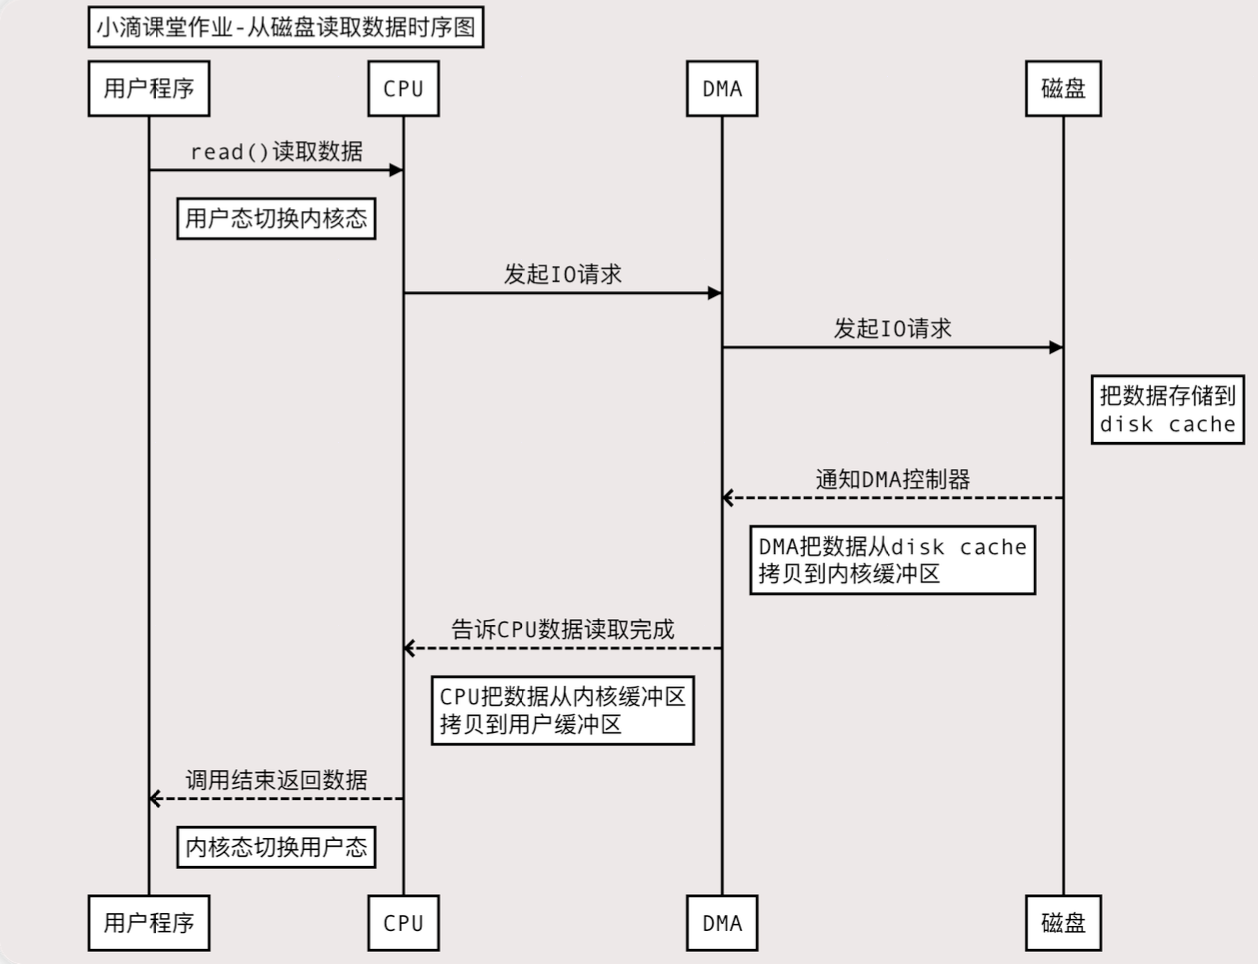 小滴课堂作业-从磁盘读取数据时序图
用户程序
CPU
DMA
磁盘
read()读取数据
用户态切换内核态
发起IO请求
发起IO请求
把数据存储到
disk cache
通知DMA控制器
DMA把数据从disk cache
拷贝到内核缓冲区
告诉CPU数据读取完成
CPU把数据从内核缓冲区
拷贝到用户缓冲区
调用结束返回数据
内核态切换用户态
用户程序
CPU
DMA
磁盘